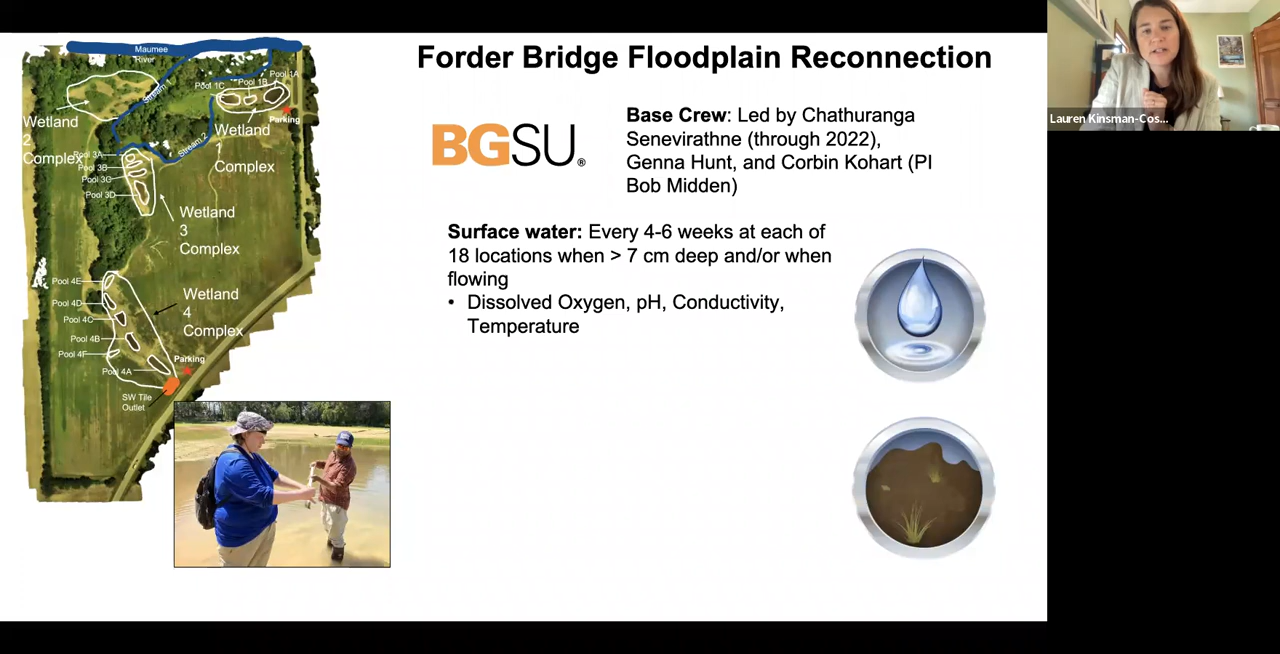 Forder Bridge Floodplain Reconnection
Maumee
River
Stream 1
Pool 1C
Pool 1B
Pool 1A
Parking
Wetland
2
Complex
Wetland
1
Complex
Stream 2
Pool 3A
Pool 3B
Pool 3C
Pool 3D
Wetland
3
Complex
Pool 4E
Pool 4D
Pool 4C
Pool 4B
Pool 4F
Pool 4A
Wetland
4
Complex
Parking
SW Tile
Outlet
BGSU®
Base Crew: Led by Chathuranga
Senevirathne (through 2022),
Genna Hunt, and Corbin Kohart (PI
Bob Midden)
Surface water: Every 4-6 weeks at each of
18 locations when > 7 cm deep and/or when
flowing
• Dissolved Oxygen, pH, Conductivity,
Temperature
Lauren Kinsman-Cos...